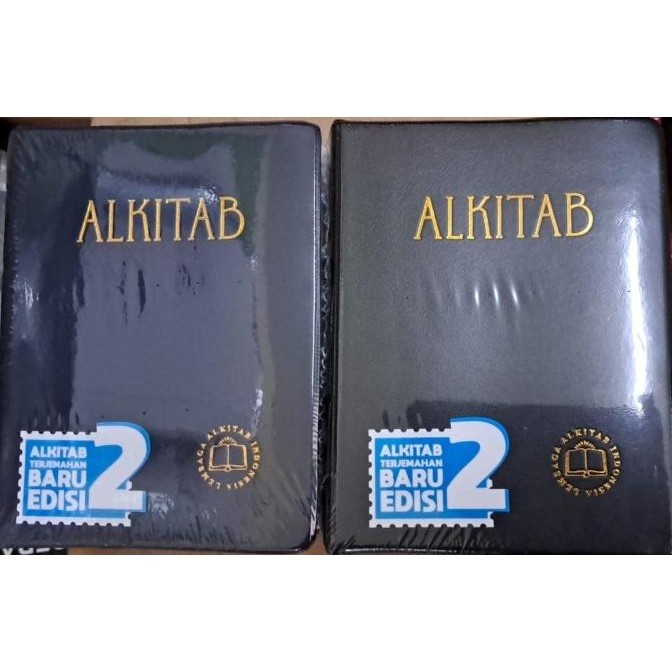 ALKITAB
ALKITAB
TERJEMAHAN
BARU
EDISI 2
LEMBAGA ALKITAB INDONESIA
ALKITAB
ALKITAB
TERJEMAHAN
BARU
EDISI 2
LEMBAGA ALKITAB INDONESIA